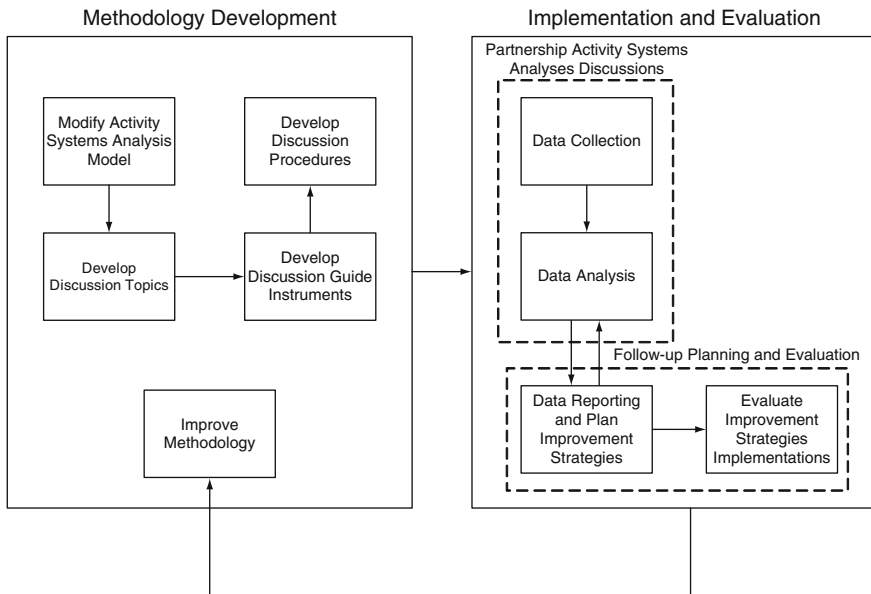 Methodology Development
Modify Activity
Systems Analysis
Model
Develop
Discussion
Procedures
Develop
Discussion Topics
Develop
Discussion Guide
Instruments
Improve
Methodology
Implementation and Evaluation
Partnership Activity Systems
Analyses Discussions
Data Collection
Data Analysis
Follow-up Planning and Evaluation
Data Reporting
and Plan
Improvement
Strategies
Evaluate
Improvement
Strategies
Implementations